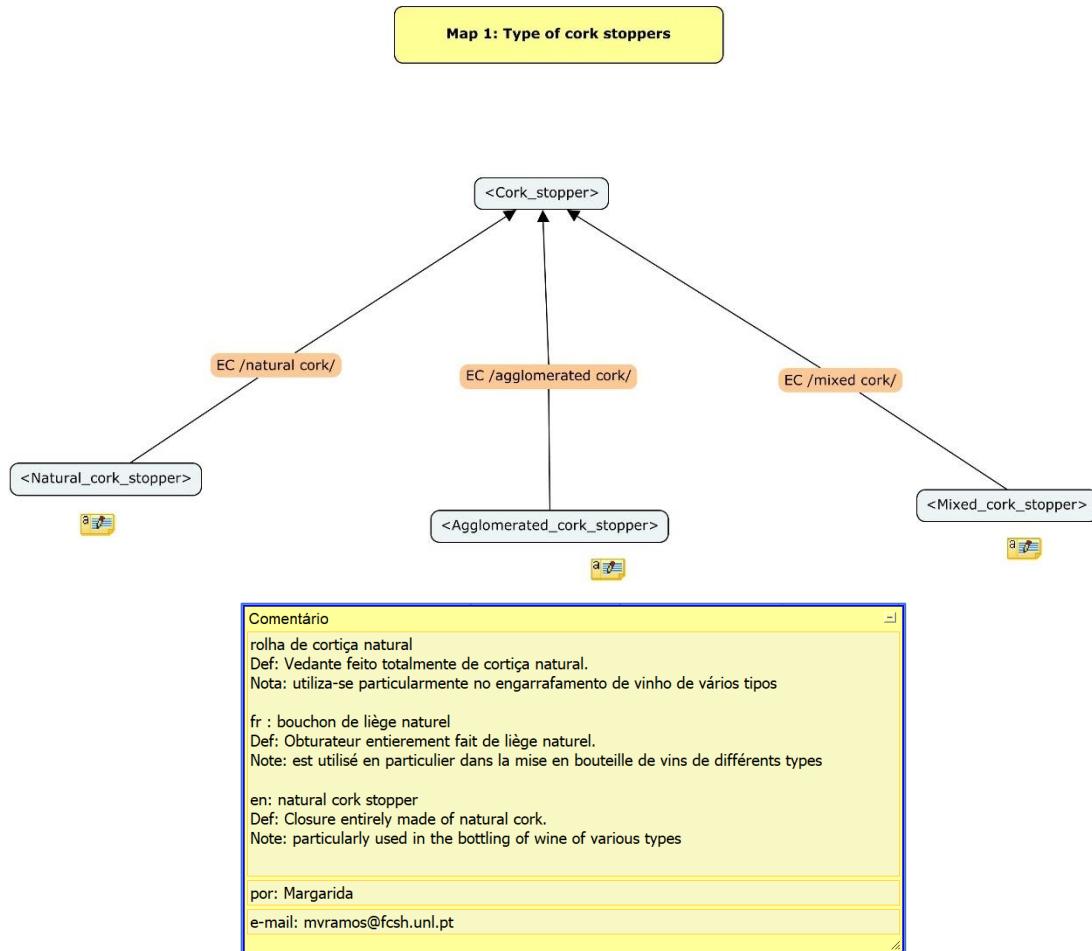 Map 1: Type of cork stoppers
<Cork_stopper>
EC /natural cork/
EC /agglomerated cork/
EC /mixed cork/
<Natural_cork_stopper>
<Agglomerated_cork_stopper>
<Mixed_cork_stopper>
a
a
a
Comentário
rolha de cortiça natural
Def: Vedante feito totalmente de cortiça natural.
Nota: utiliza-se particularmente no engarrafamento de vinho de vários tipos
fr : bouchon de liège naturel
Def: Obturateur entierement fait de liège naturel.
Note: est utilisé en particulier dans la mise en bouteille de vins de différents types
en: natural cork stopper
Def: Closure entirely made of natural cork.
Note: particularly used in the bottling of wine of various types
por: Margarida
e-mail: mvramos@fcsh.unl.pt